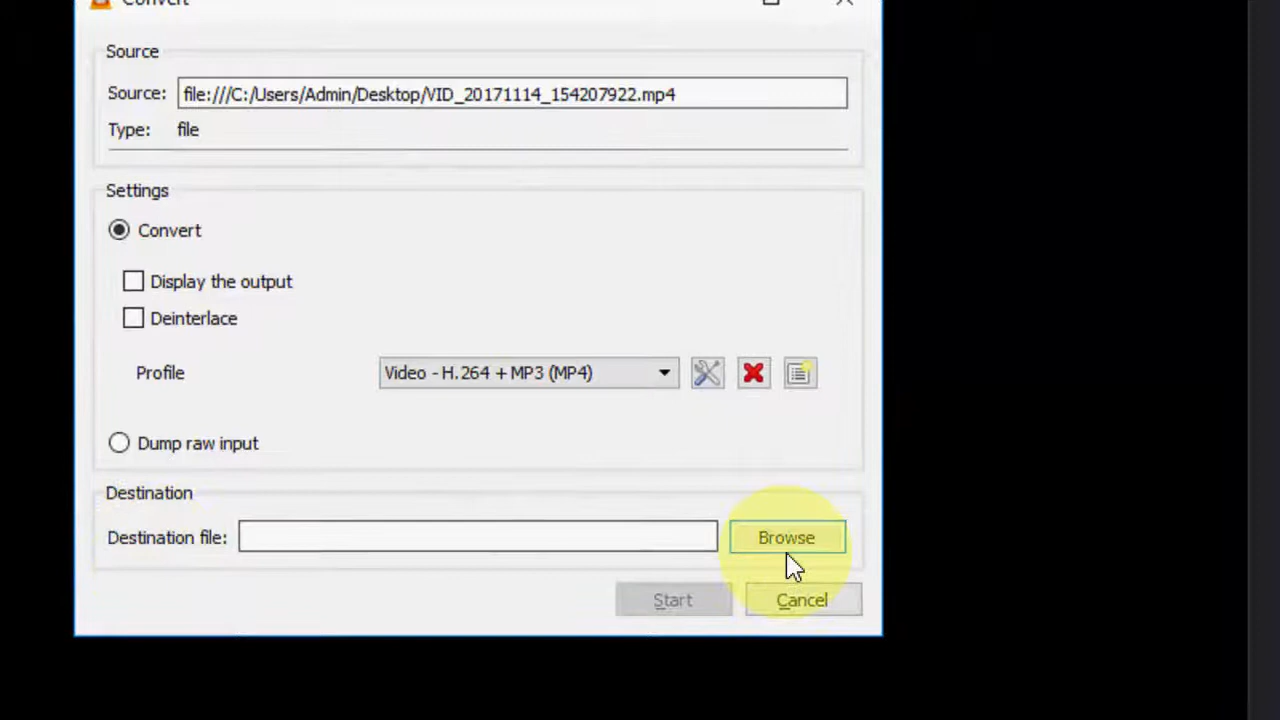 Convert
Source
Source: file:///C:/Users/Admin/Desktop/VID_20171114_154207922.mp4
Type: file
Settings
Convert
Display the output
Deinterlace
Profile Video - H.264 + MP3 (MP4)
Dump raw input
Destination
Destination file: Browse
Start Cancel